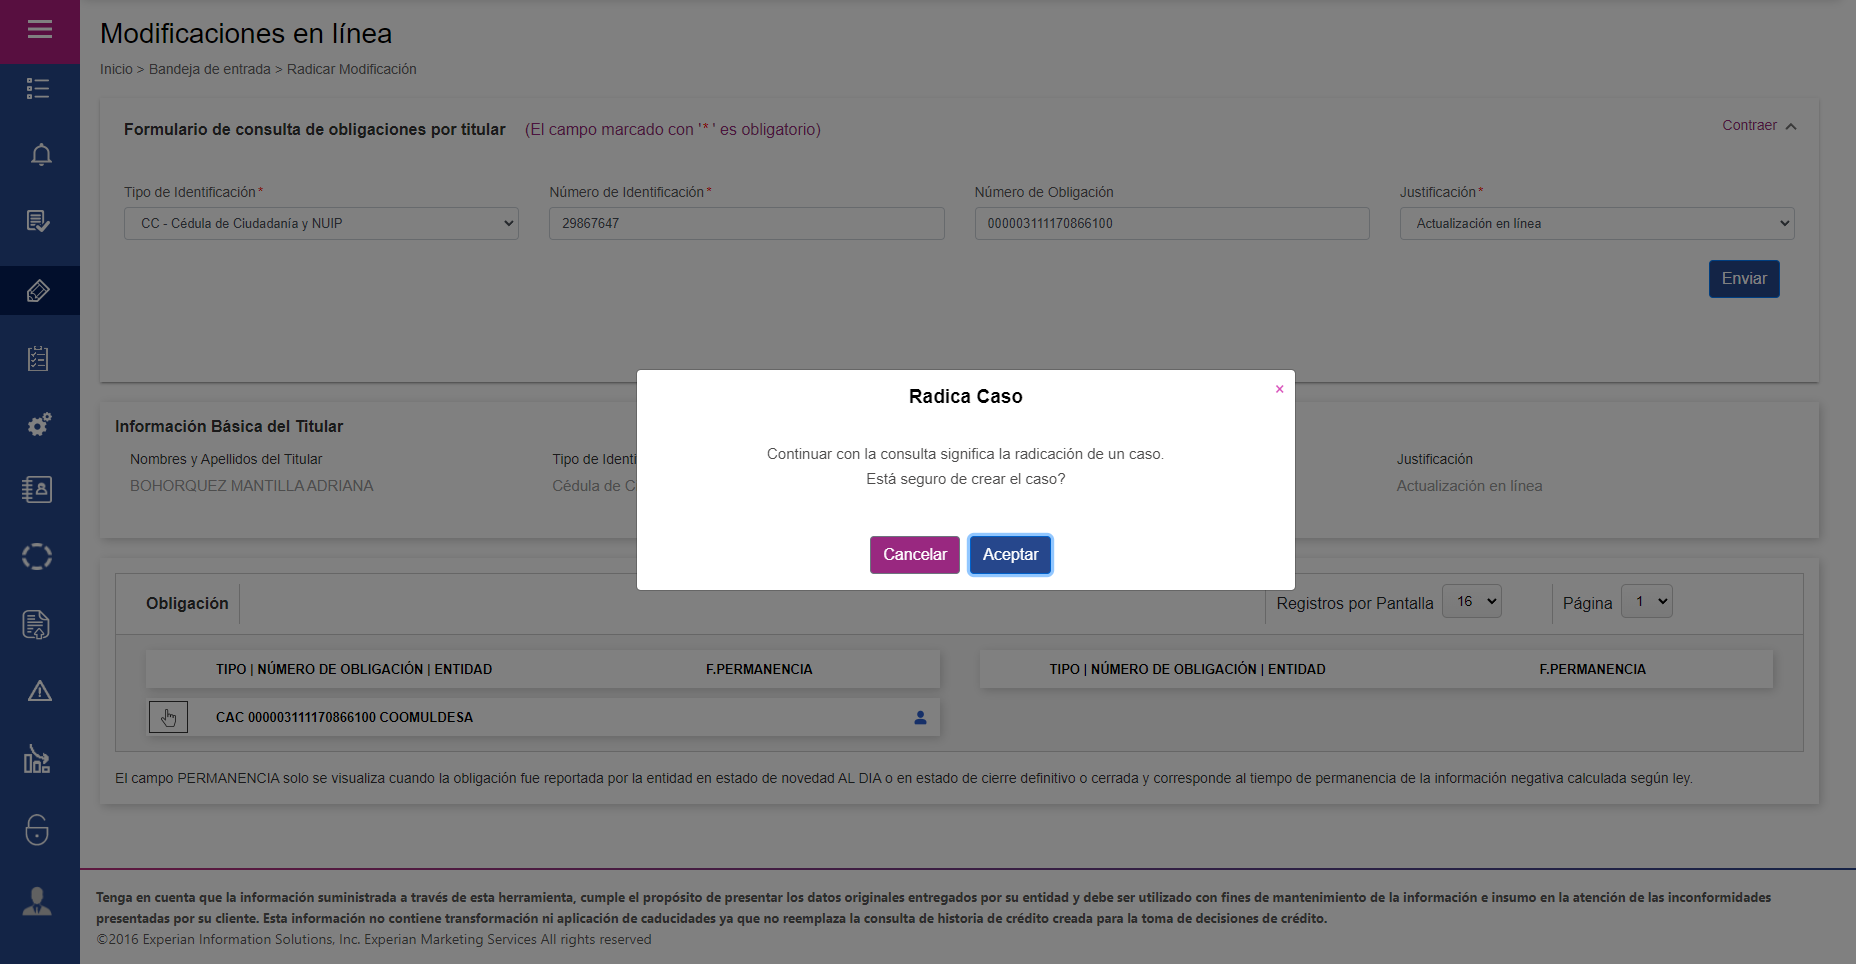 Modificaciones en línea
Inicio > Bandeja de entrada > Radicar Modificación
Formulario de consulta de obligaciones por titular (El campo marcado con '*' es obligatorio)
Contraer
Tipo de Identificación*
Número de Identificación*
Número de Obligación
Justificación*
CC - Cédula de Ciudadanía y NUIP
29867647
000003111170866100
Actualización en línea
Enviar
Radica Caso
×
Continuar con la consulta significa la radicación de un caso.
Está seguro de crear el caso?
Cancelar
Aceptar
Información Básica del Titular
Nombres y Apellidos del Titular
Tipo de Identi
Justificación
BOHORQUEZ MANTILLA ADRIANA
Cédula de C
Actualización en línea
Obligación
Registros por Pantalla 16
Página 1
TIPO | NÚMERO DE OBLIGACIÓN | ENTIDAD F.PERMANENCIA
TIPO | NÚMERO DE OBLIGACIÓN | ENTIDAD F.PERMANENCIA
CAC 000003111170866100 COOMULDESA
El campo PERMANENCIA solo se visualiza cuando la obligación fue reportada por la entidad en estado de novedad AL DIA o en estado de cierre definitivo o cerrada y corresponde al tiempo de permanencia de la información negativa calculada según ley.
Tenga en cuenta que la información suministrada a través de esta herramienta, cumple el propósito de presentar los datos originales entregados por su entidad y debe ser utilizado con fines de mantenimiento de la información e insumo en la atención de las inconformidades
presentadas por su cliente. Esta información no contiene transformación ni aplicación de caducidades ya que no reemplaza la consulta de historia de crédito creada para la toma de decisiones de crédito.
©2016 Experian Information Solutions, Inc. Experian Marketing Services All rights reserved